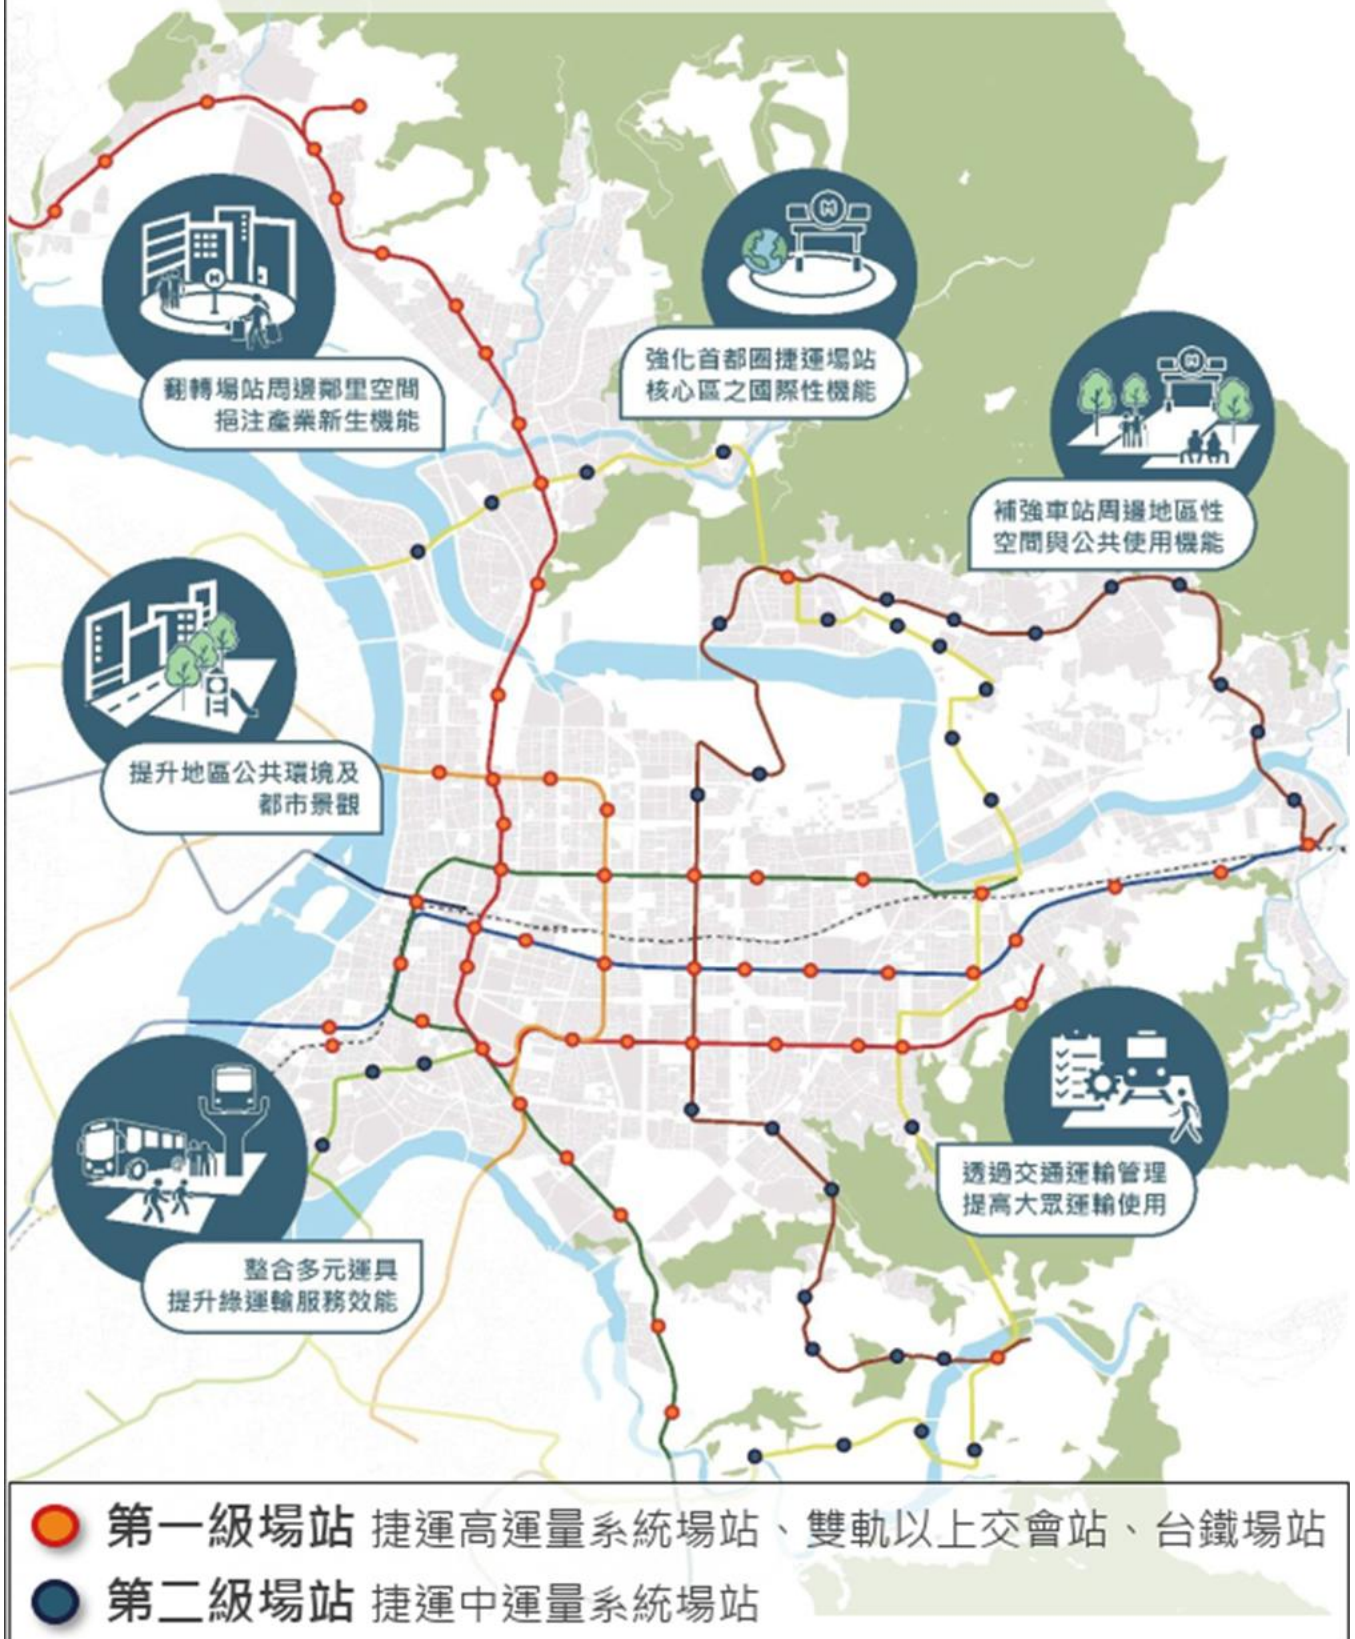 翻轉場站周邊鄰里空間
挹注產業新生機能
強化首都圈捷運場站
核心區之國際性機能
補強車站周邊地區性
空間與公共使用機能
提升地區公共環境及
都市景觀
整合多元運具
提升綠運輸服務效能
透過交通運輸管理
提高大眾運輸使用
第一級場站 捷運高運量系統場站、雙軌以上交會站、台鐵場站
第二級場站 捷運中運量系統場站